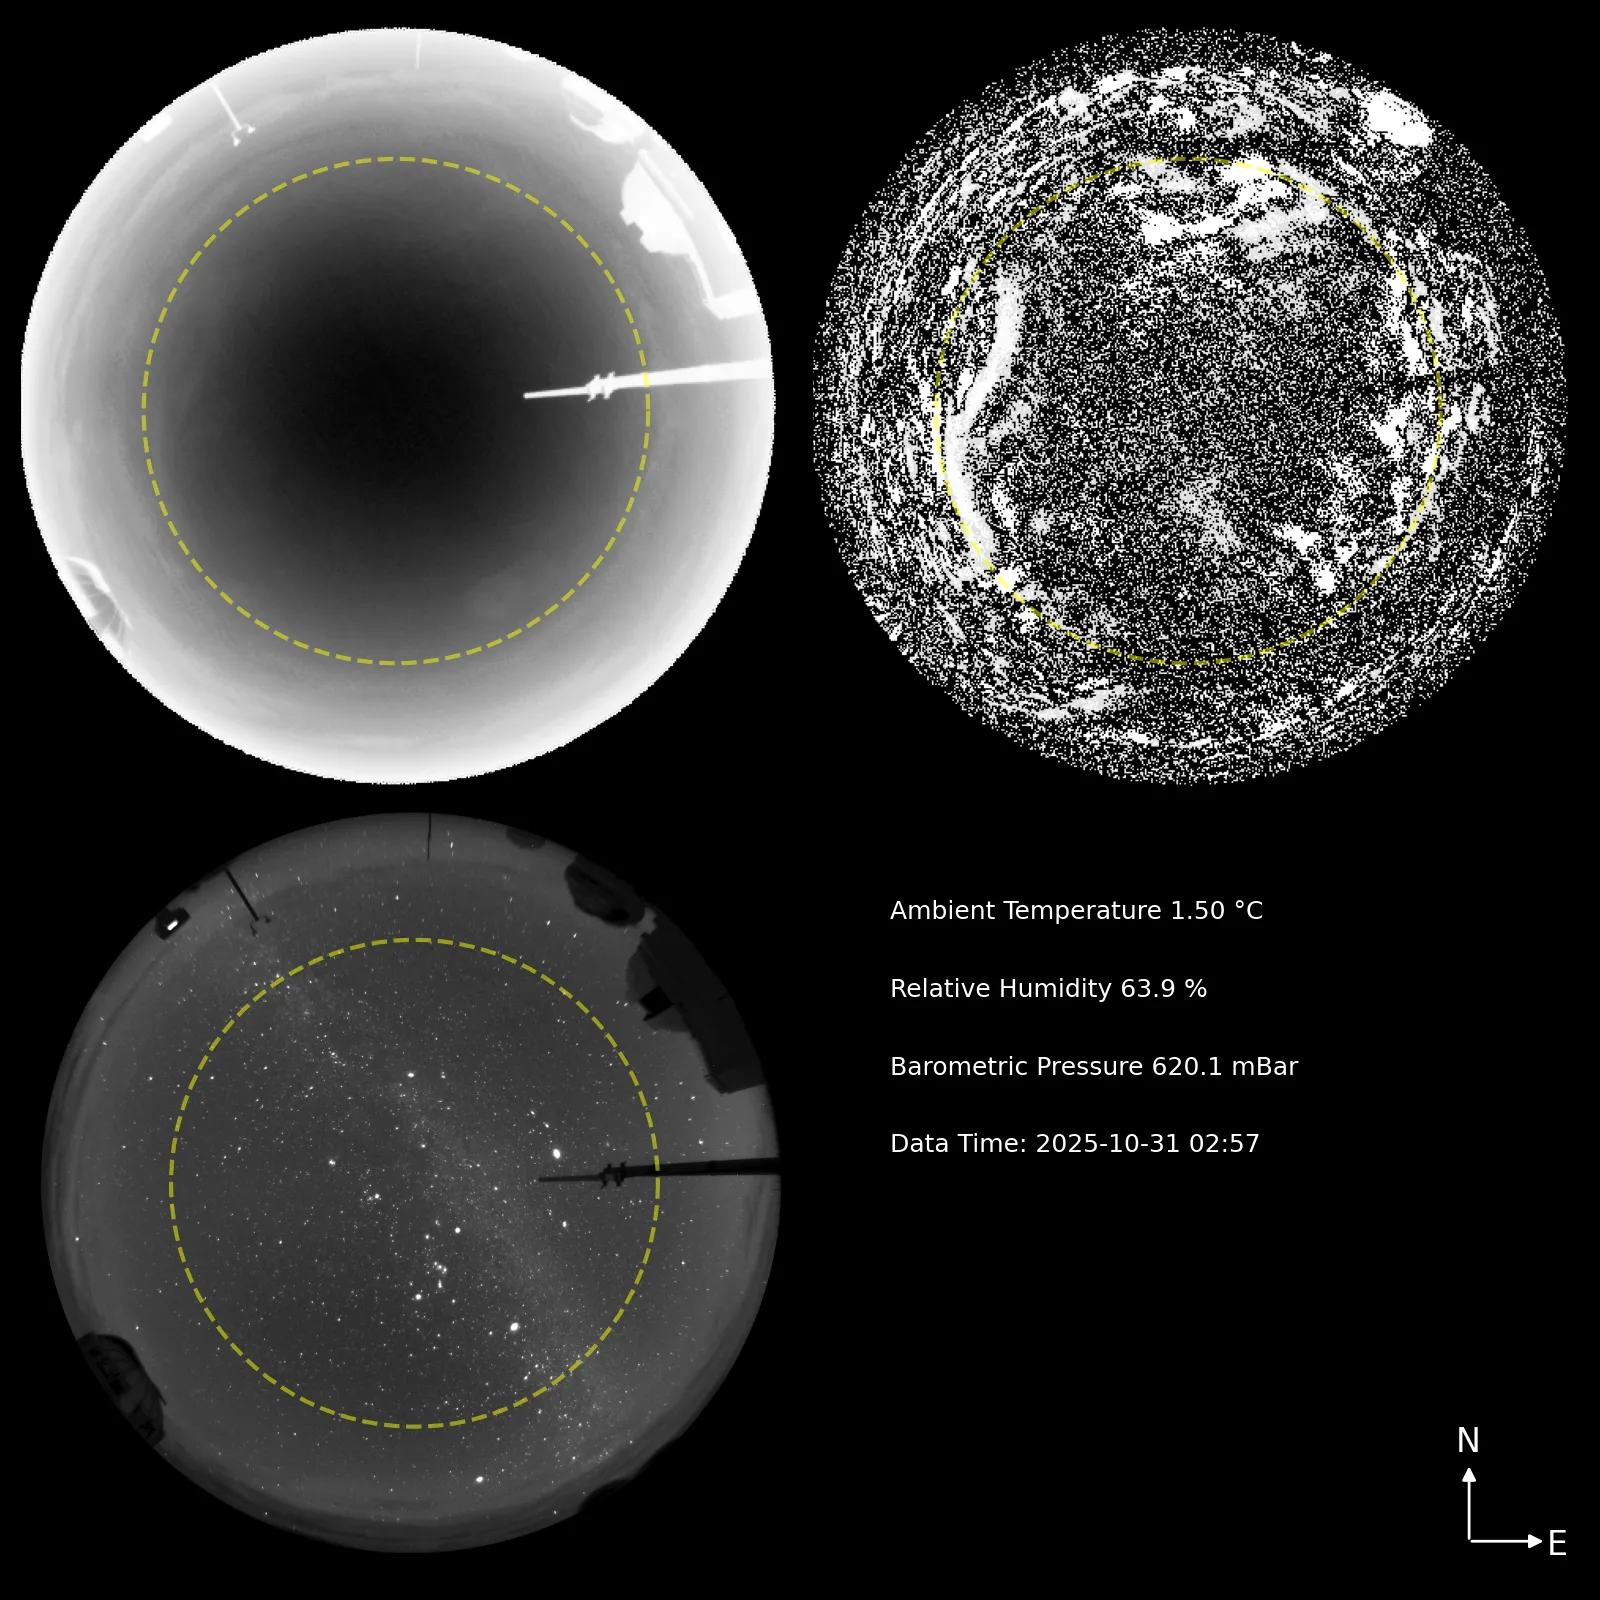 Ambient Temperature 1.50 °C
Relative Humidity 63.9 %
Barometric Pressure 620.1 mBar
Data Time: 2025-10-31 02:57
N
E